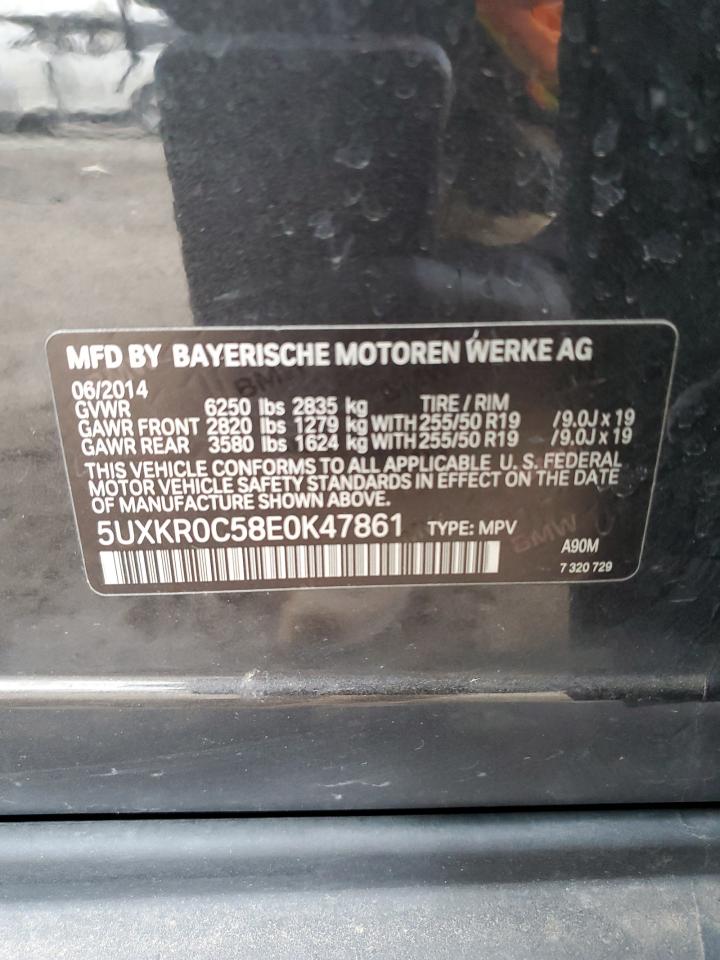 MFD BY BAYERISCHE MOTOREN WERKE AG
06/2014
GVWR 6250 lbs 2835 kg TIRE / RIM
GAWR FRONT 2820 lbs 1279 kg WITH 255/50 R19 /9.0J x 19
GAWR REAR 3580 lbs 1624 kg WITH 255/50 R19 /9.0J x 19
THIS VEHICLE CONFORMS TO ALL APPLICABLE U. S. FEDERAL
MOTOR VEHICLE SAFETY STANDARDS IN EFFECT ON THE DATE
OF MANUFACTURE SHOWN ABOVE.
5UXKR0C58E0K47861 TYPE: MPV
A90M
7 320 729
BMW